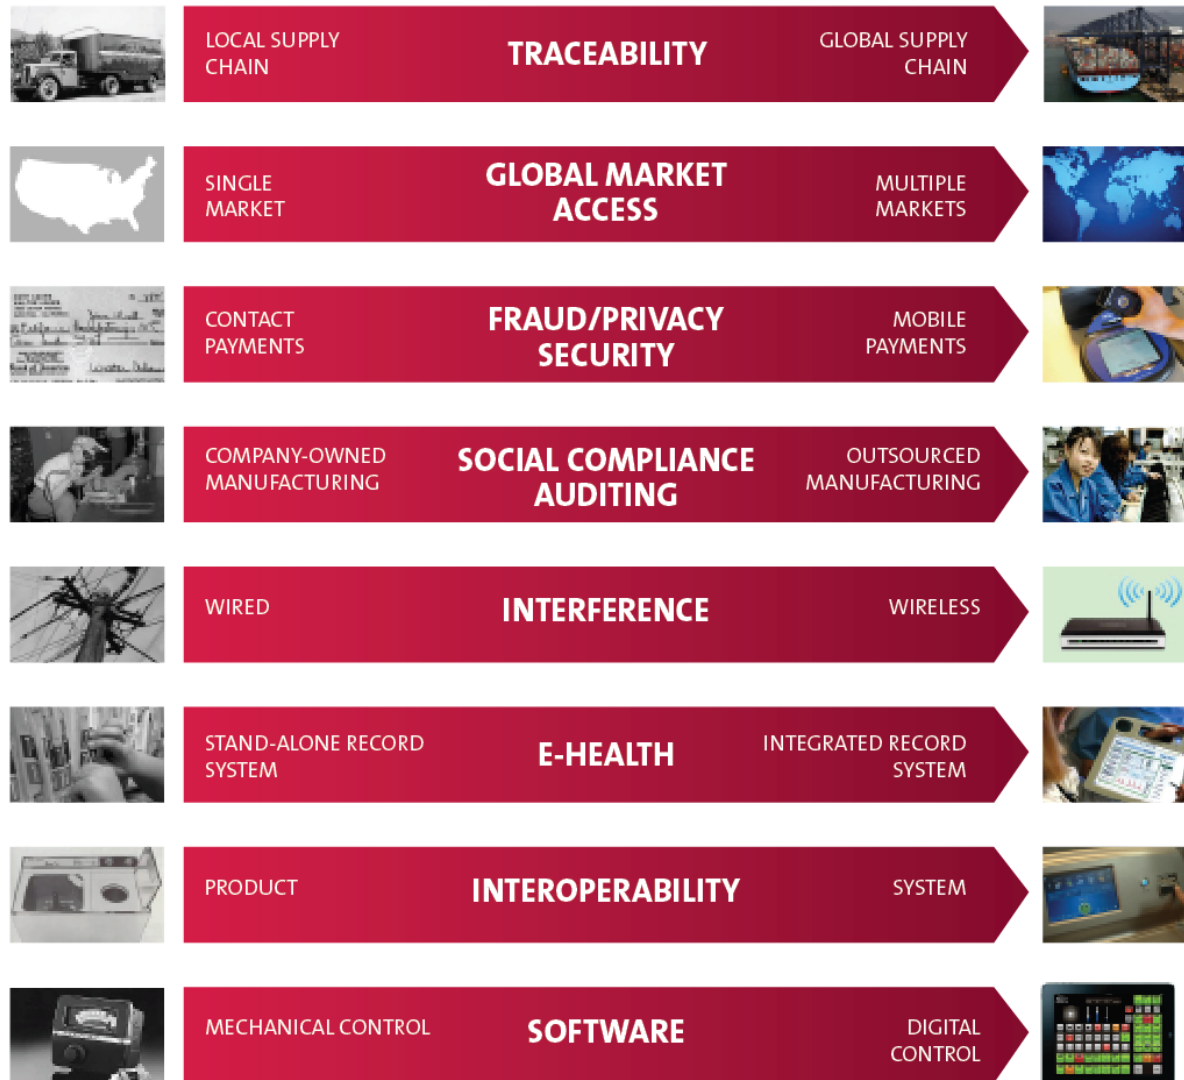 LOCAL SUPPLY
CHAIN
TRACEABILITY
GLOBAL SUPPLY
CHAIN
SINGLE
MARKET
GLOBAL MARKET
ACCESS
MULTIPLE
MARKETS
CONTACT
PAYMENTS
FRAUD/PRIVACY
SECURITY
MOBILE
PAYMENTS
COMPANY-OWNED
MANUFACTURING
SOCIAL COMPLIANCE
AUDITING
OUTSOURCED
MANUFACTURING
WIRED
INTERFERENCE
WIRELESS
STAND-ALONE RECORD
SYSTEM
E-HEALTH
INTEGRATED RECORD
SYSTEM
PRODUCT
INTEROPERABILITY
SYSTEM
MECHANICAL CONTROL
SOFTWARE
DIGITAL
CONTROL